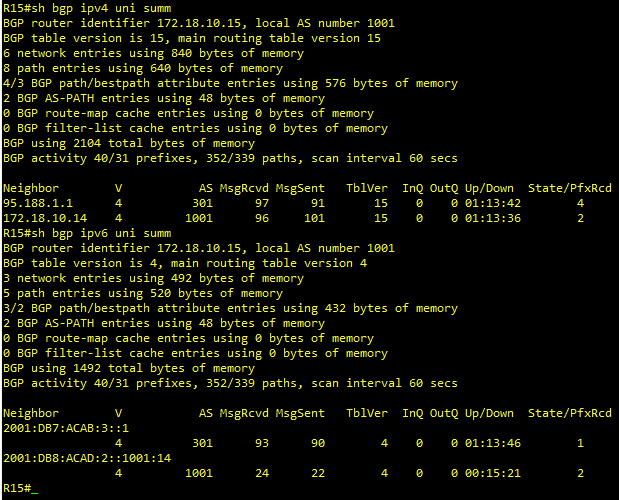 R15#sh bgp ipv4 uni summ
BGP router identifier 172.18.10.15, local AS number 1001
BGP table version is 15, main routing table version 15
6 network entries using 840 bytes of memory
8 path entries using 640 bytes of memory
4/3 BGP path/bestpath attribute entries using 576 bytes of memory
2 BGP AS-PATH entries using 48 bytes of memory
0 BGP route-map cache entries using 0 bytes of memory
0 BGP filter-list cache entries using 0 bytes of memory
BGP using 2104 total bytes of memory
BGP activity 40/31 prefixes, 352/339 paths, scan interval 60 secs
Neighbor        V           AS MsgRcvd MsgSent   TblVer  InQ OutQ Up/Down  State/PfxRcd
95.188.1.1      4          301      97      91       15    0    0 01:13:42        4
172.18.10.14    4         1001      96     101       15    0    0 01:13:36        2
R15#sh bgp ipv6 uni summ
BGP router identifier 172.18.10.15, local AS number 1001
BGP table version is 4, main routing table version 4
3 network entries using 492 bytes of memory
5 path entries using 520 bytes of memory
3/2 BGP path/bestpath attribute entries using 432 bytes of memory
2 BGP AS-PATH entries using 48 bytes of memory
0 BGP route-map cache entries using 0 bytes of memory
0 BGP filter-list cache entries using 0 bytes of memory
BGP using 1492 total bytes of memory
BGP activity 40/31 prefixes, 352/339 paths, scan interval 60 secs
Neighbor        V           AS MsgRcvd MsgSent   TblVer  InQ OutQ Up/Down  State/PfxRcd
2001:DB7:ACAB:3::1
                4          301      93      90        4    0    0 01:13:46        1
2001:DB8:ACAD:2::1001:14
                4         1001      24      22        4    0    0 00:15:21        2
R15#_